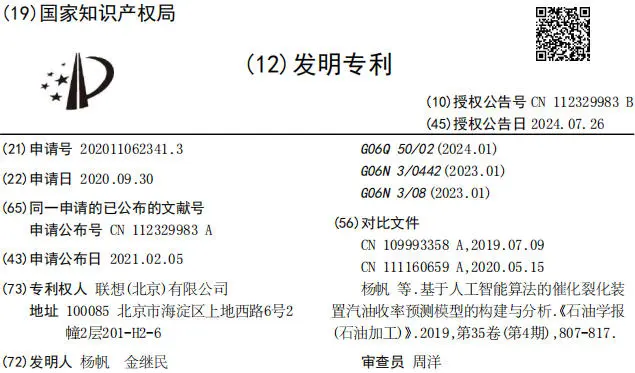 (19)国家知识产权局
(12)发明专利
(10)授权公告号 CN 112329983 B
(45)授权公告日 2024.07.26
(21)申请号 202011062341.3
(22)申请日 2020.09.30
(65)同一申请的已公布的文献号
申请公布号 CN 112329983 A
(43)申请公布日 2021.02.05
(73)专利权人 联想(北京)有限公司
地址 100085 北京市海淀区上地西路6号2
幢2层201-H2-6
(72)发明人 杨帆 金继民
G06Q 50/02(2024.01)
G06N 3/0442(2023.01)
G06N 3/08(2023.01)
(56)对比文件
CN 109993358 A,2019.07.09
CN 111160659 A,2020.05.15
杨帆 等.基于人工智能算法的催化裂化装
置汽油收率预测模型的构建与分析.《石油学报
(石油加工)》.2019,第35卷(第4期),807-817.
审查员 周洋